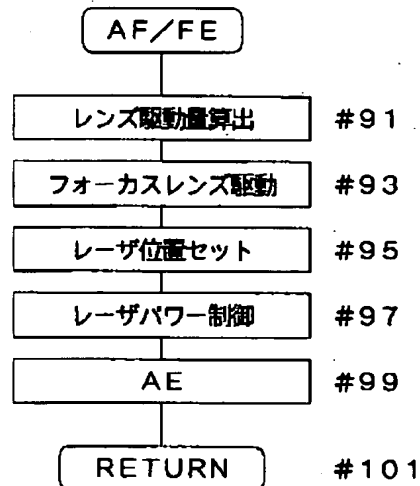 AF/FE
レンズ駆動量算出 #91
フォーカスレンズ駆動 #93
レーザ位置セット #95
レーザパワー制御 #97
AE #99
RETURN #101